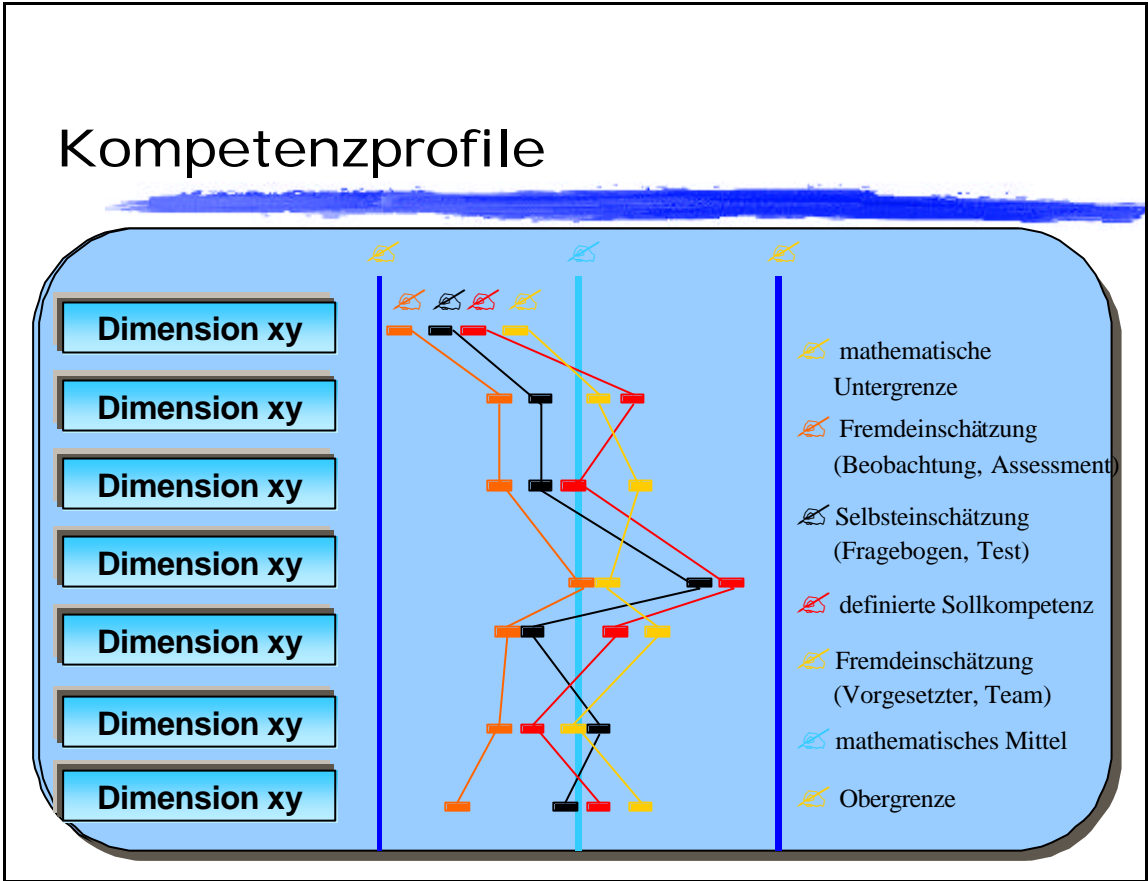 Kompetenzprofile
Dimension xy
Dimension xy
Dimension xy
Dimension xy
Dimension xy
Dimension xy
Dimension xy
mathematische
Untergrenze
Fremdeinschätzung
(Beobachtung, Assessment)
Selbsteinschätzung
(Fragebogen, Test)
definierte Sollkompetenz
Fremdeinschätzung
(Vorgesetzter, Team)
mathematisches Mittel
Obergrenze